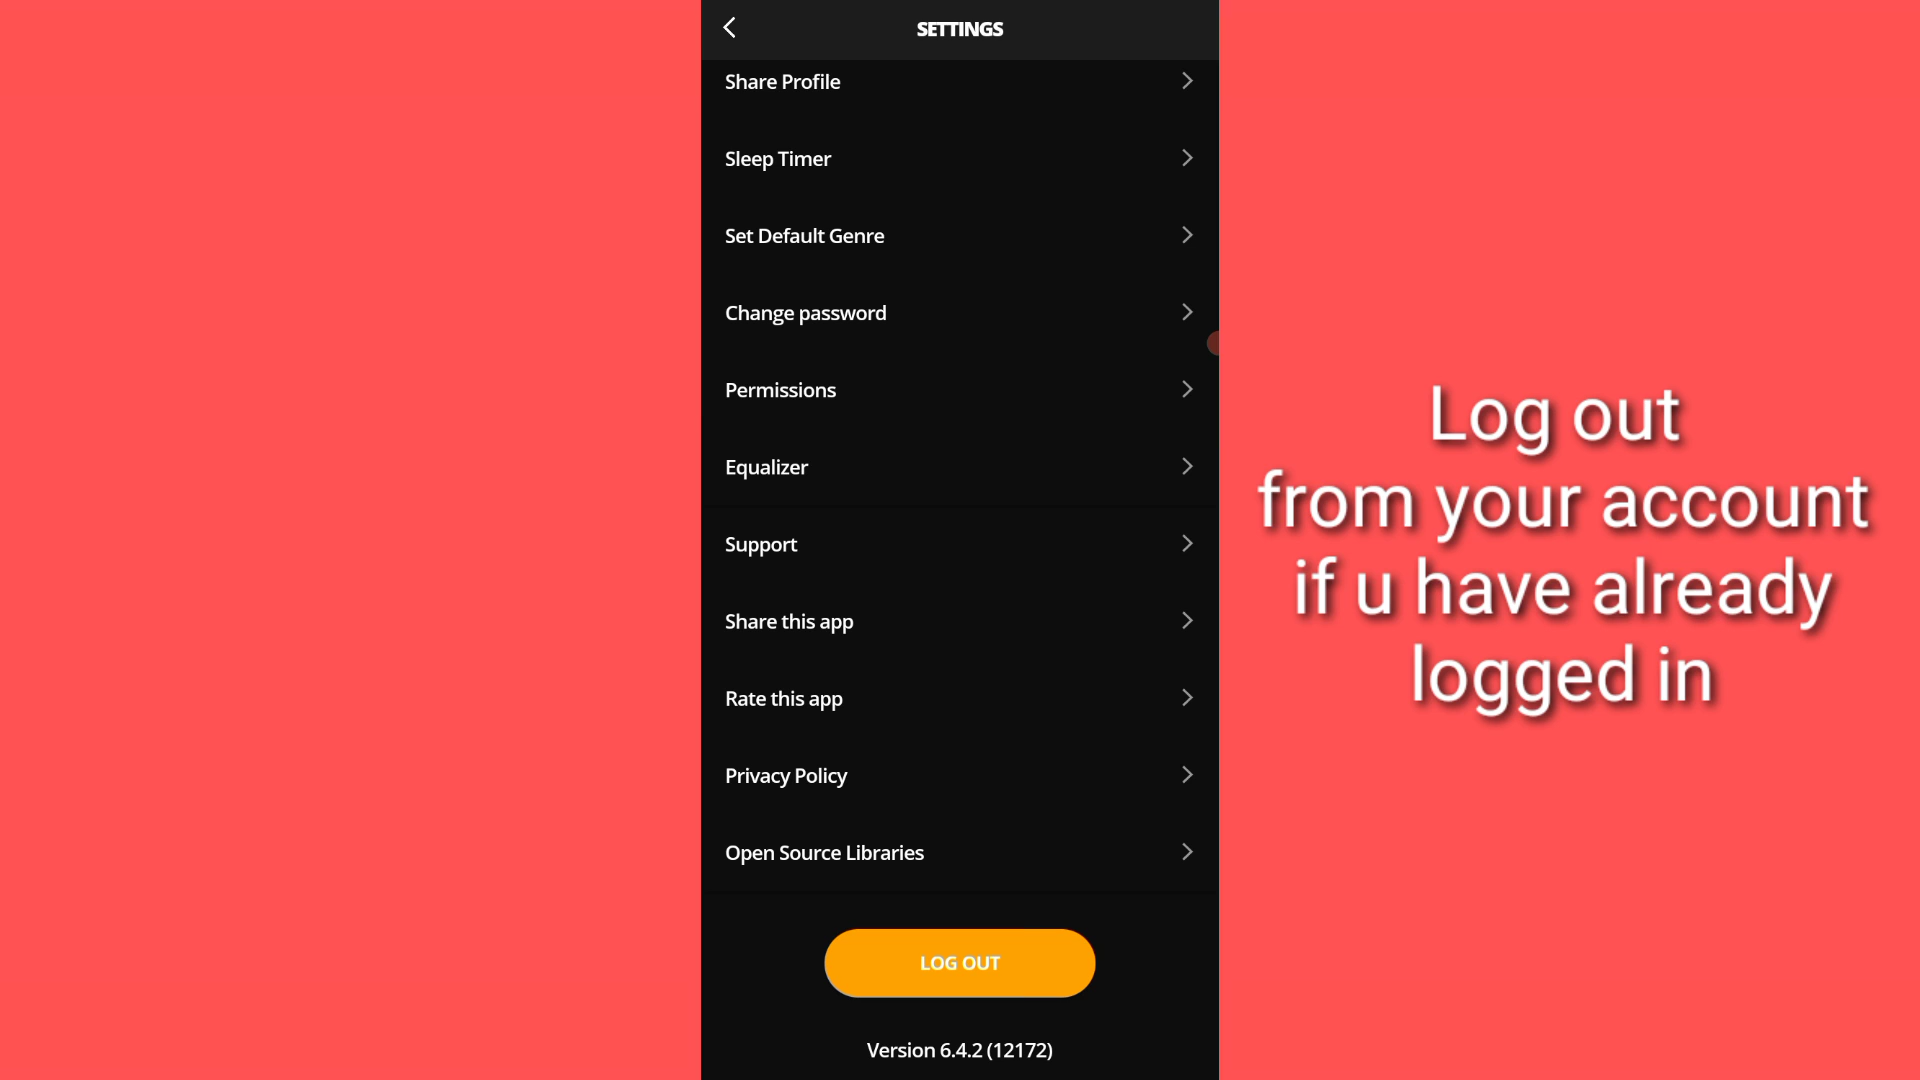 SETTINGS
Share Profile
Sleep Timer
Set Default Genre
Change password
Permissions
Equalizer
Support
Share this app
Rate this app
Privacy Policy
Open Source Libraries
LOG OUT
Version 6.4.2 (12172)
Log out
from your account
if u have already
logged in